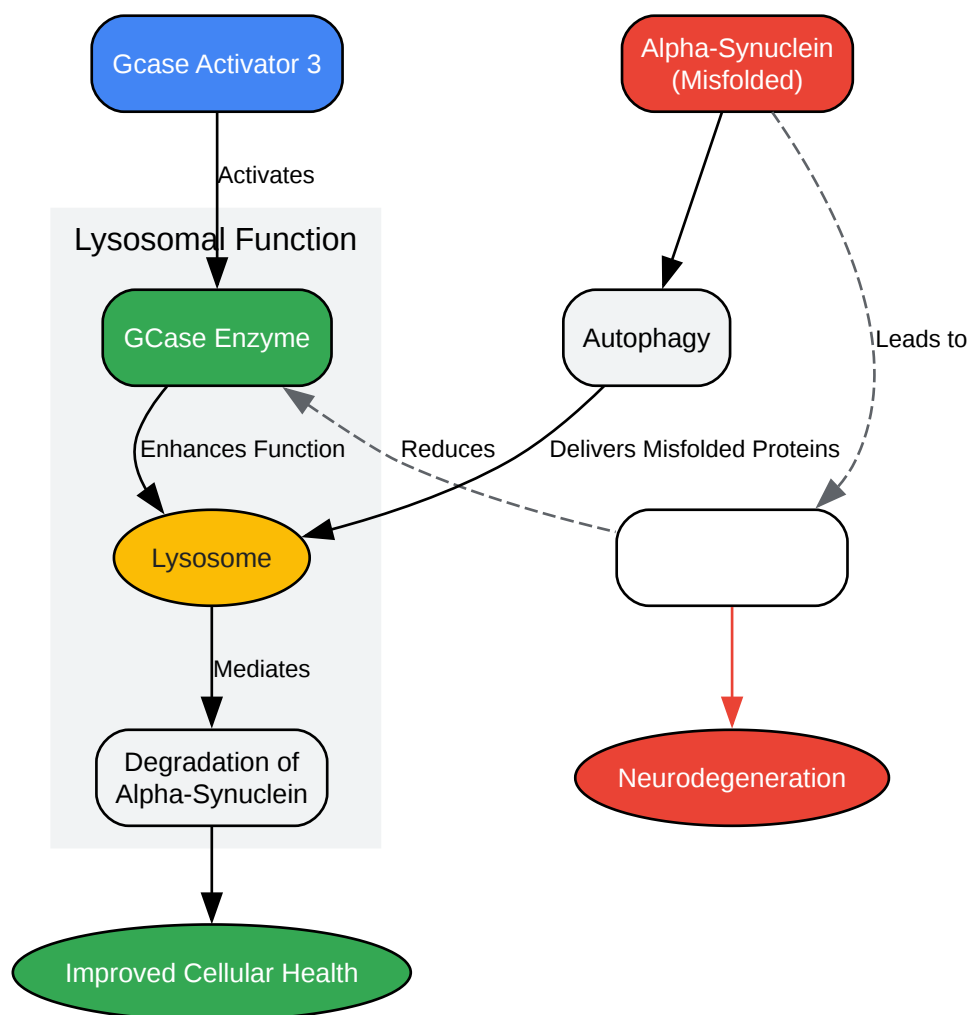 Gcase Activator 3
Alpha-Synuclein
(Misfolded)
Activates
Lysosomal Function
GCase Enzyme
Autophagy
Leads to
Enhances Function
Reduces
Delivers Misfolded Proteins
Lysosome
Mediates
Degradation of
Alpha-Synuclein
Neurodegeneration
Improved Cellular Health